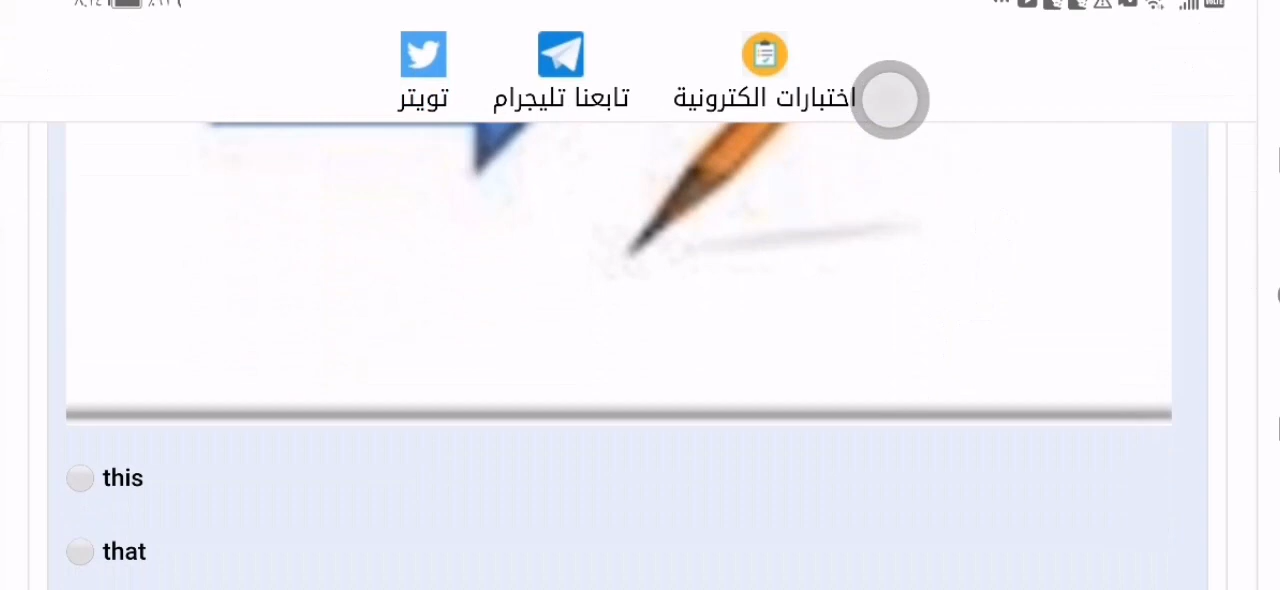 اختبارات الكترونية
تابعنا تليجرام
تويتر
this
that